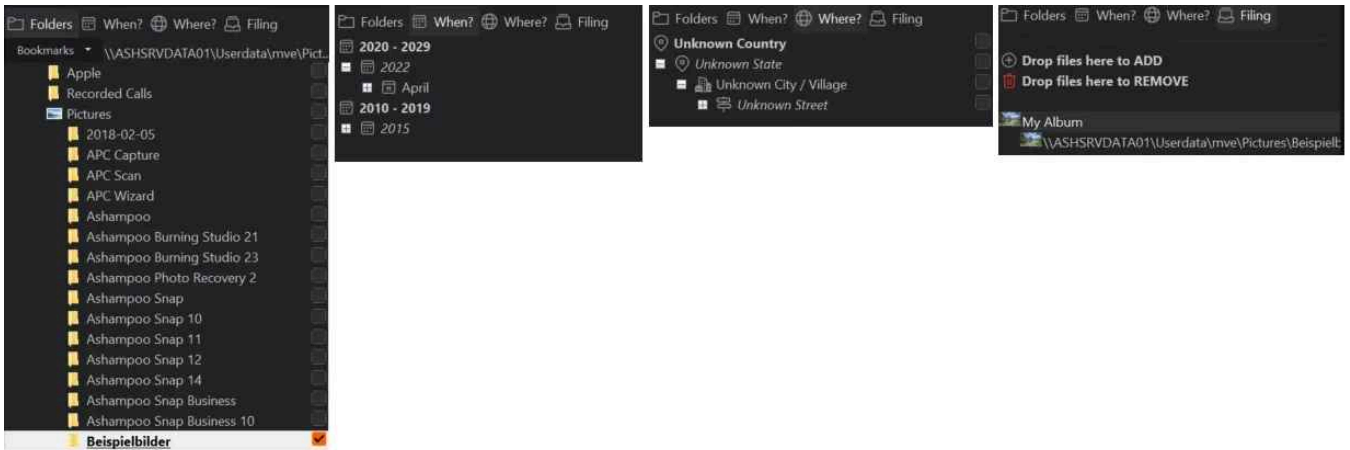 Folders When? Where? Filing
Bookmarks \\ASHSRVDATA01\Userdata\mve\Pict
Apple
Recorded Calls
Pictures
2018-02-05
APC Capture
APC Scan
APC Wizard
Ashampoo
Ashampoo Burning Studio 21
Ashampoo Burning Studio 23
Ashampoo Photo Recovery 2
Ashampoo Snap
Ashampoo Snap 10
Ashampoo Snap 11
Ashampoo Snap 12
Ashampoo Snap 14
Ashampoo Snap Business
Ashampoo Snap Business 10
Beispielbilder
Folders When? Where? Filing
2020 - 2029
2022
April
2010 - 2019
2015
Folders When? Where? Filing
Unknown Country
Unknown State
Unknown City / Village
Unknown Street
Folders When? Where? Filing
Drop files here to ADD
Drop files here to REMOVE
My Album
\\ASHSRVDATA01\Userdata\mve\Pictures\Beispielb